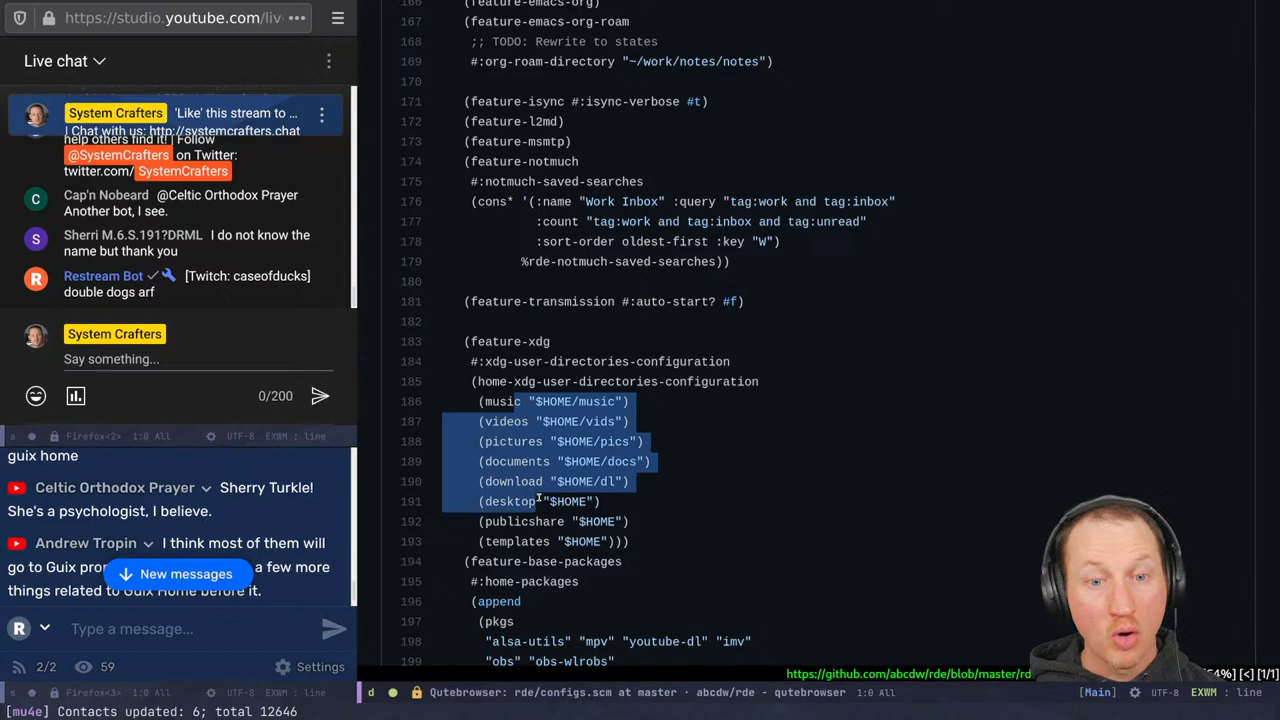 https://studio.youtube.com/liv
Live chat
System Crafters 'Like' this stream to ...
| Chat with us: http://systemcrafters.chat
help others find it! | Follow
@SystemCrafters on Twitter:
twitter.com/ SystemCrafters
C Cap'n Nobeard @Celtic Orthodox Prayer
Another bot, I see.
S Sherri M.6.S.191?DRML I do not know the
name but thank you
R Restream Bot [Twitch: caseofducks]
double dogs arf
System Crafters
Say something...
0/200
a Firefox<2> 1:0 All UTF-8 EXWM : line
guix home
Celtic Orthodox Prayer Sherry Turkle!
She's a psychologist, I believe.
Andrew Tropin I think most of them will
go to Guix pro a few more
New messages
things related to Guix Home before it.
R Type a message...
2/2 59 Settings
s Firefox<3> 1:0 All UTF-8 EXWM : line
[mu4e] Contacts updated: 6; total 12646
166 (feature-emacs-org)
167 (feature-emacs-org-roam
168 ;; TODO: Rewrite to states
169 #:org-roam-directory "~/work/notes/notes")
170
171 (feature-isync #:isync-verbose #t)
172 (feature-l2md)
173 (feature-msmtp)
174 (feature-notmuch
175 #:notmuch-saved-searches
176 (cons* '(:name "Work Inbox" :query "tag:work and tag:inbox"
177 :count "tag:work and tag:inbox and tag:unread"
178 :sort-order oldest-first :key "W")
179 %rde-notmuch-saved-searches))
180
181 (feature-transmission #:auto-start? #f)
182
183 (feature-xdg
184 #:xdg-user-directories-configuration
185 (home-xdg-user-directories-configuration
186 (music "$HOME/music")
187 (videos "$HOME/vids")
188 (pictures "$HOME/pics")
189 (documents "$HOME/docs")
190 (download "$HOME/dl")
191 (desktop "$HOME")
192 (publicshare "$HOME")
193 (templates "$HOME")))
194 (feature-base-packages
195 #:home-packages
196 (append
197 (pkgs
198 "alsa-utils" "mpv" "youtube-dl" "imv"
199 "obs" "obs-wlrobs"
https://github.com/abcdw/rde/blob/master/rd 64%] [<] [1/1]
d Qutebrowser: rde/configs.scm at master · abcdw/rde - qutebrowser 1:0 All [Main] UTF-8 EXWM : line